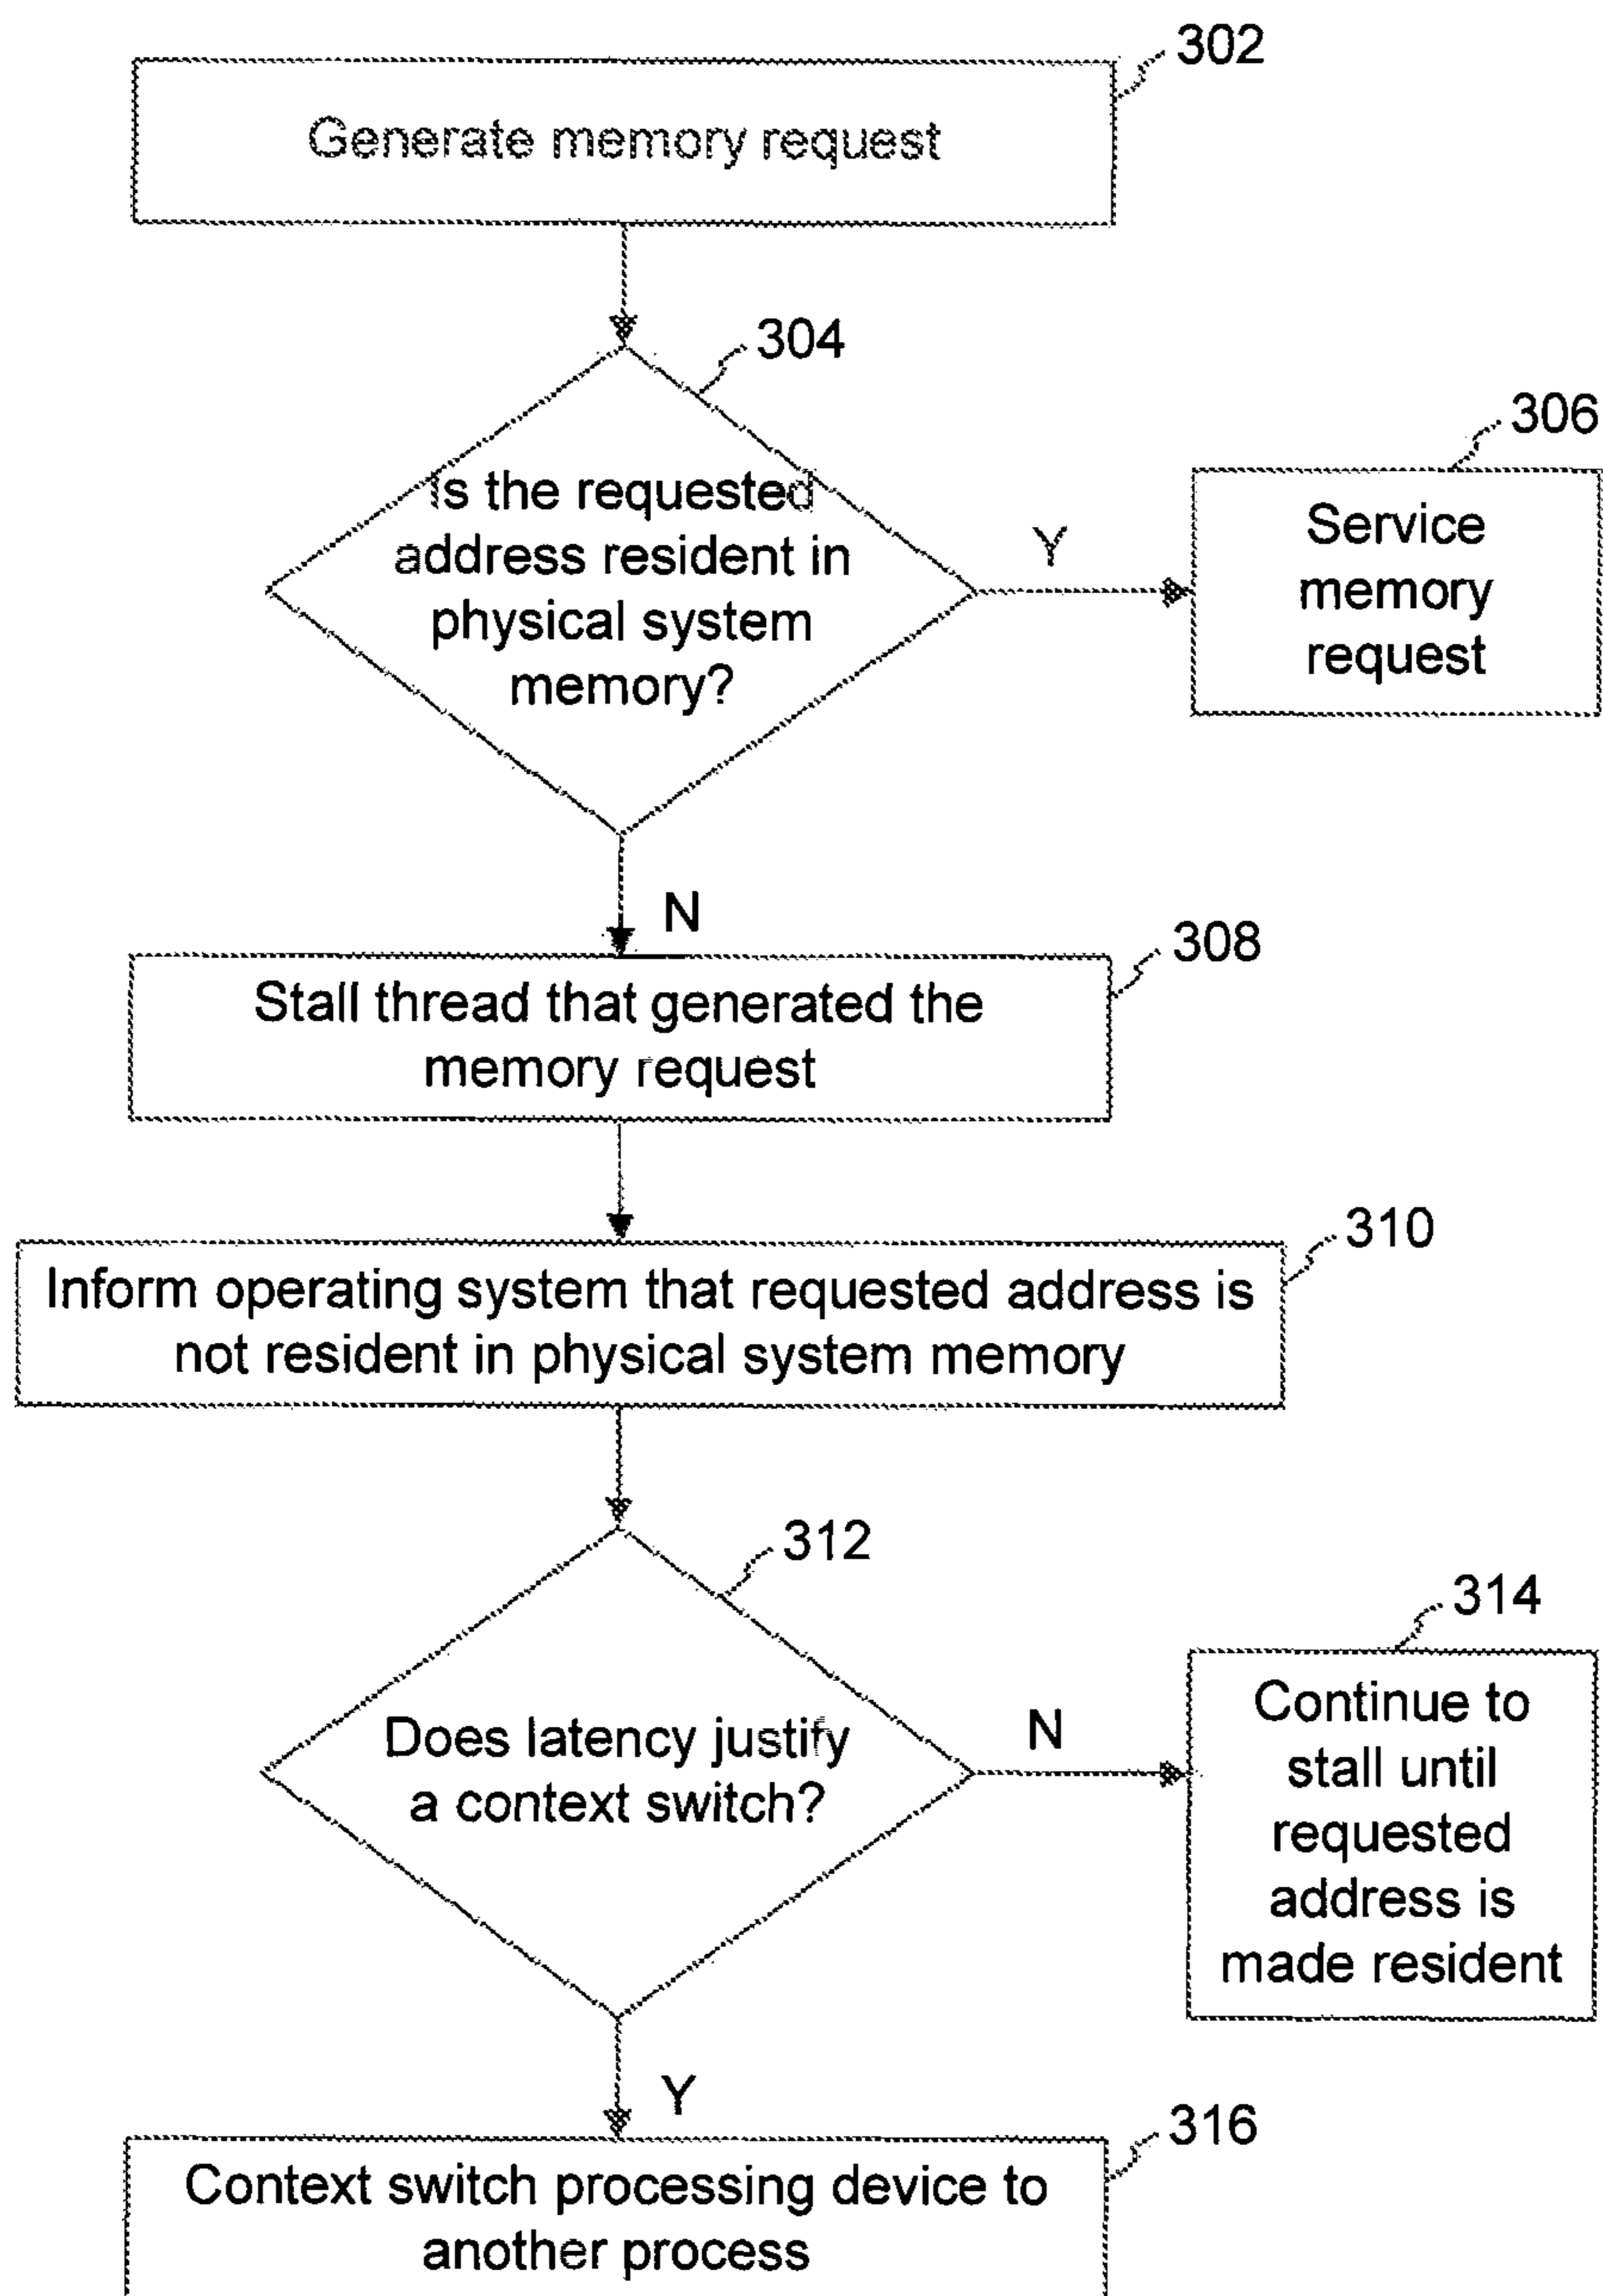 302
Generate memory request
304
Is the requested
address resident in
physical system
memory?
Y
306
Service
memory
request
N
308
Stall thread that generated the
memory request
310
Inform operating system that requested address is
not resident in physical system memory
312
Does latency justify
a context switch?
N
314
Continue to
stall until
requested
address is
made resident
Y
316
Context switch processing device to
another process